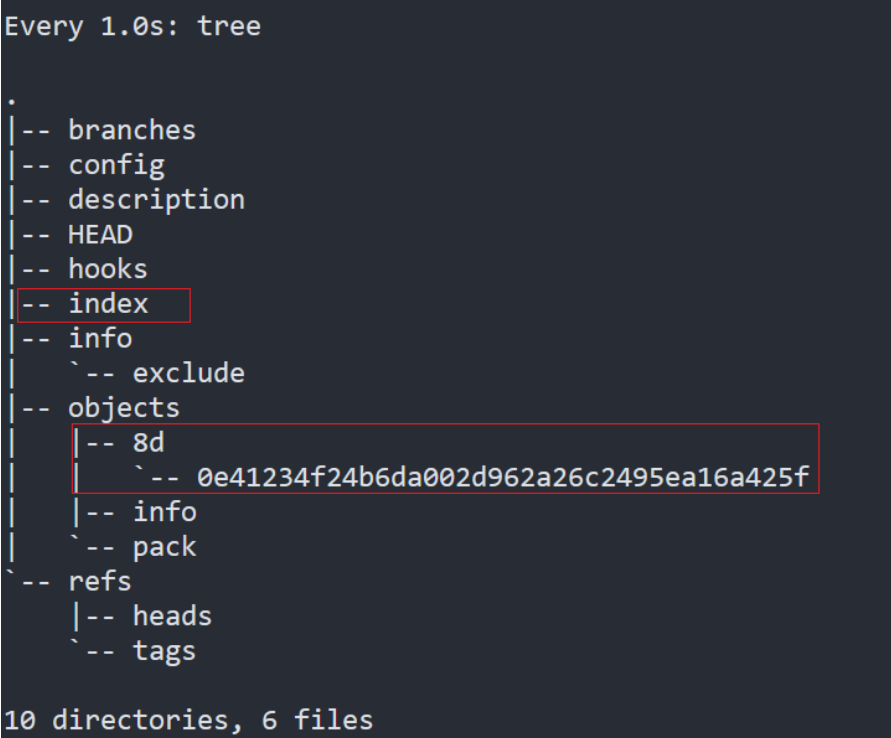 Every 1.0s: tree
.
|-- branches
|-- config
|-- description
|-- HEAD
|-- hooks
|-- index
|-- info
|   `-- exclude
|-- objects
|   |-- 8d
|   |   `-- 0e41234f24b6da002d962a26c2495ea16a425f
|   |-- info
|   `-- pack
`-- refs
    |-- heads
    `-- tags
10 directories, 6 files